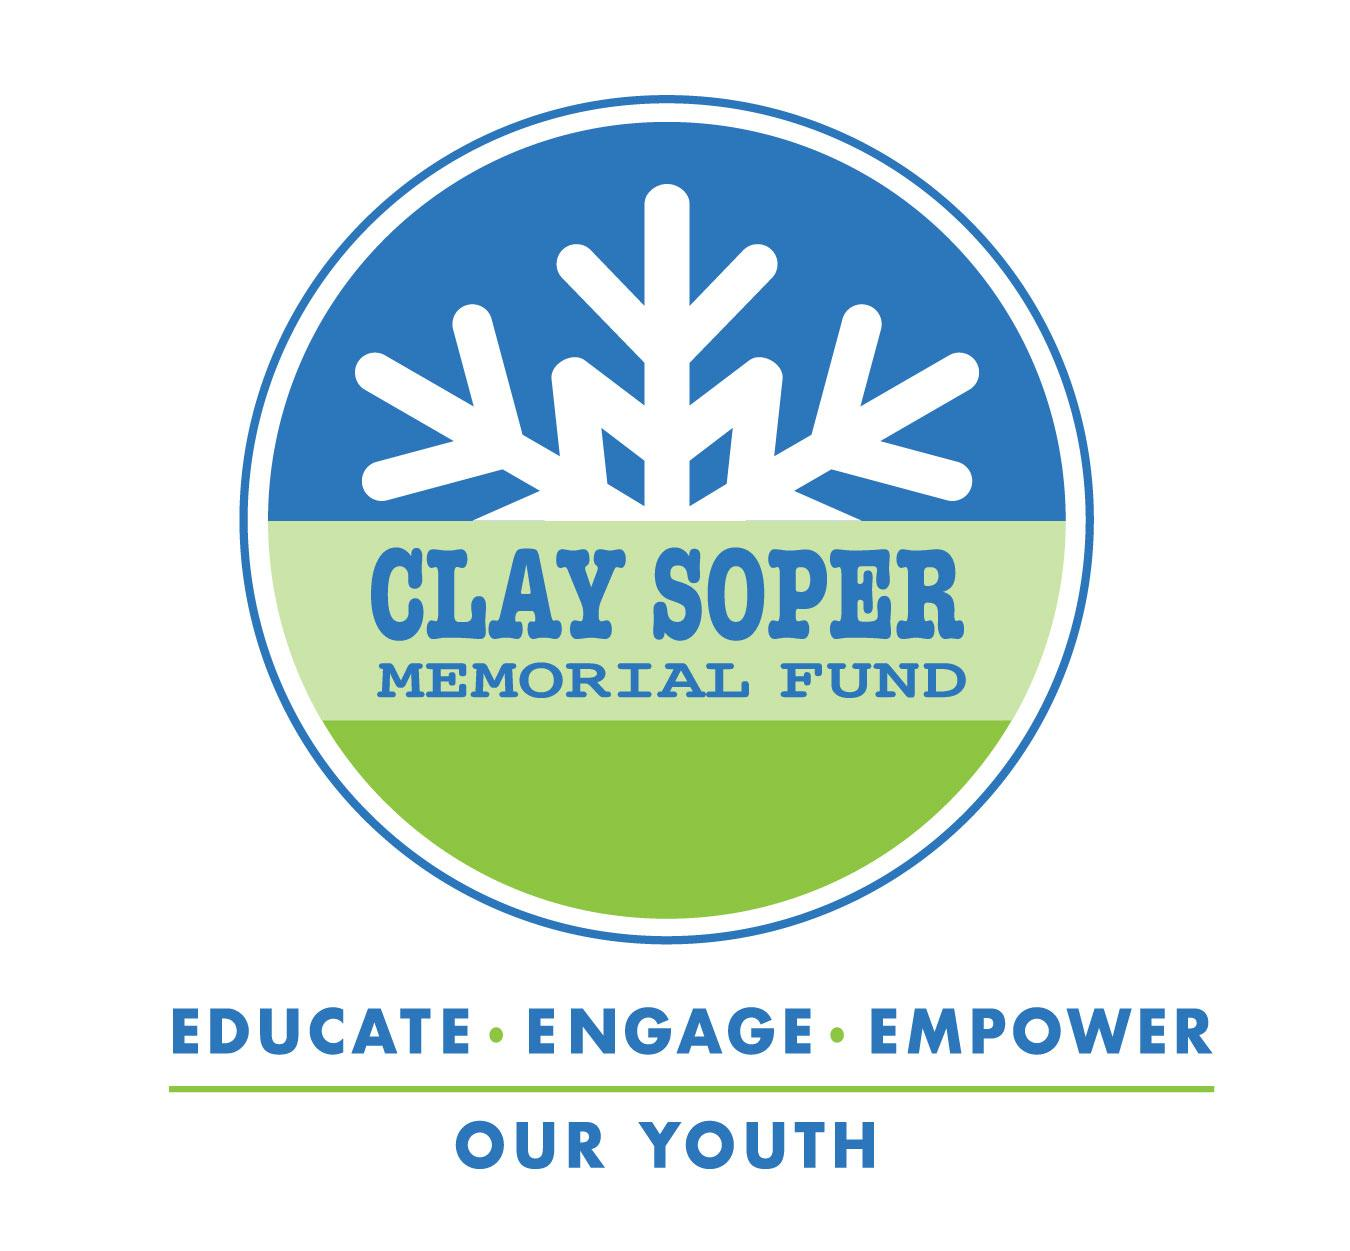 CLAY SOPER
MEMORIAL FUND
EDUCATE • ENGAGE • EMPOWER
OUR YOUTH